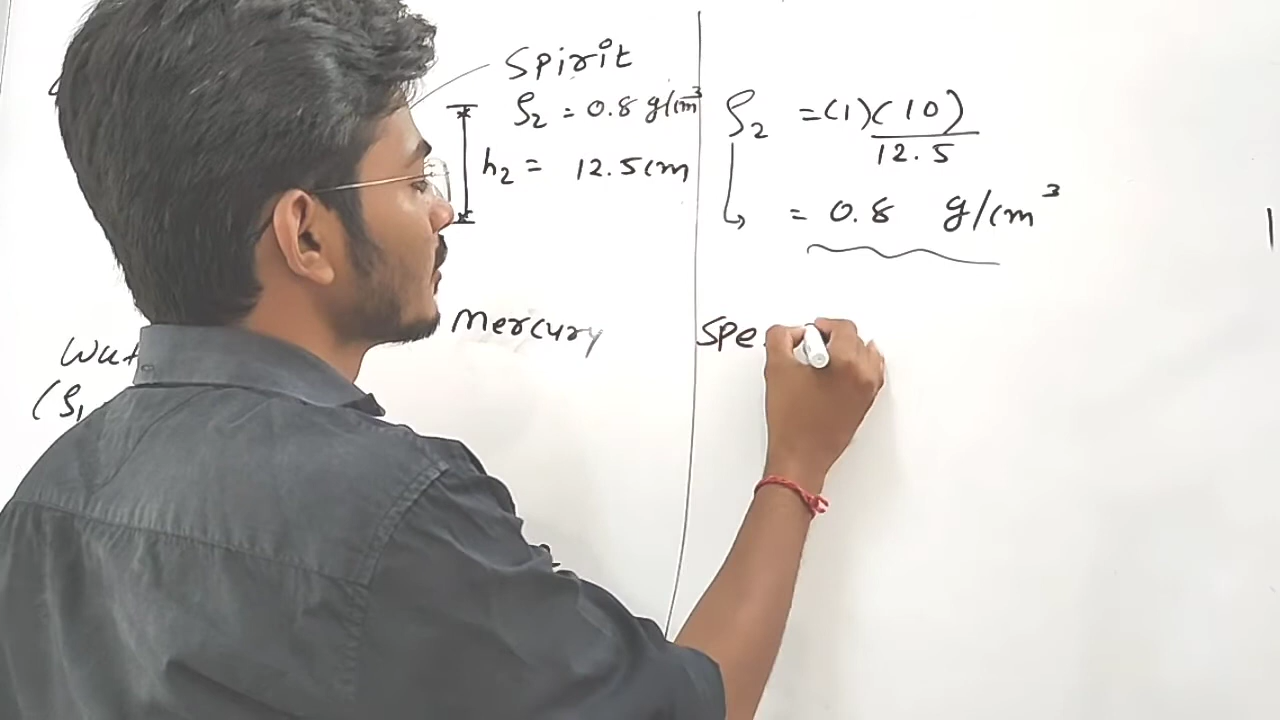 Spirit
ρ₂ = 0.8 g/cm³
h₂ = 12.5 cm
Mercury
(ρ₁
ρ₂ = (1)(10)
12.5
= 0.8 g/cm³
Spe